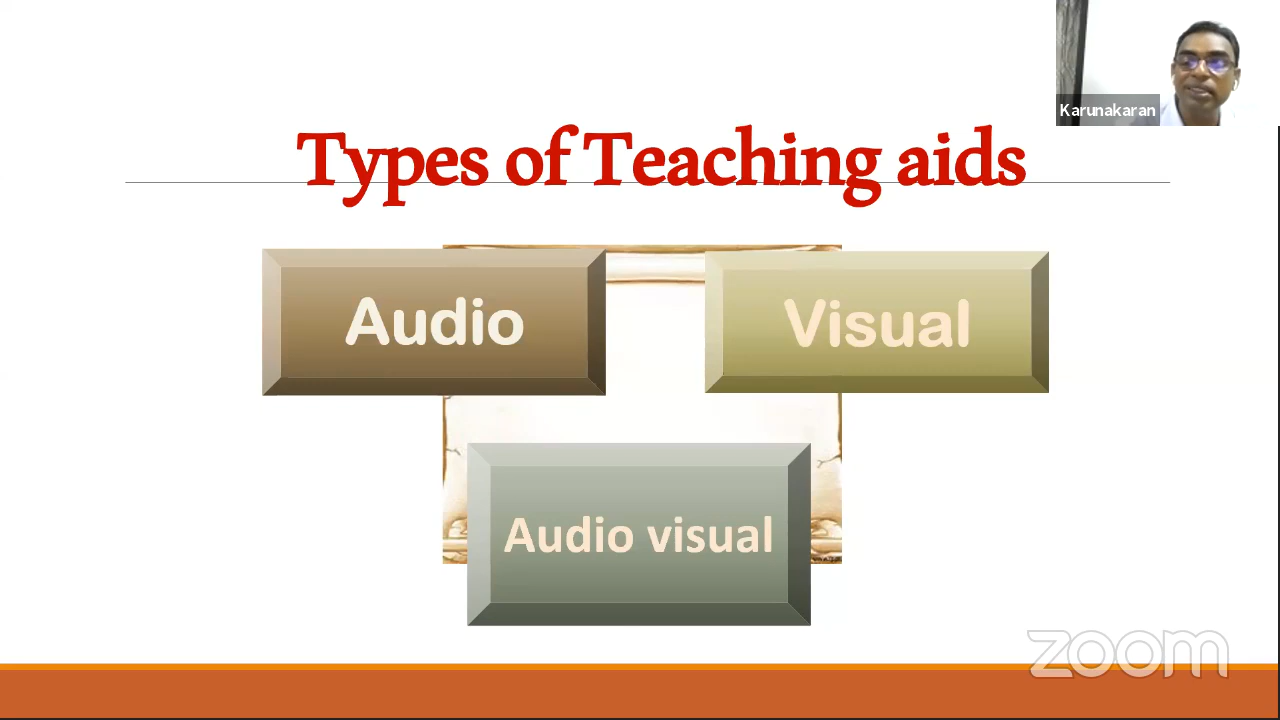 Karunakaran
Types of Teaching aids
Audio
Visual
Audio visual
zoom